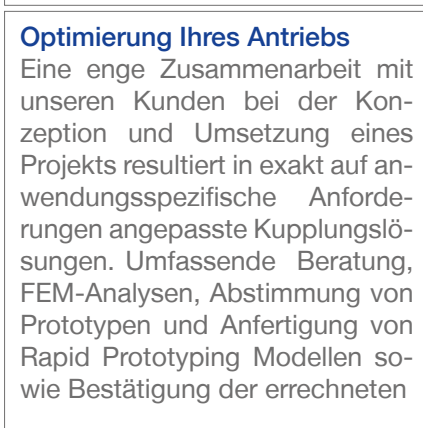 Optimierung Ihres Antriebs
Eine enge Zusammenarbeit mit
unseren Kunden bei der Kon-
zeption und Umsetzung eines
Projekts resultiert in exakt auf an-
wendungsspezifische Anforde-
rungen angepasste Kupplungslö-
sungen. Umfassende Beratung,
FEM-Analysen, Abstimmung von
Prototypen und Anfertigung von
Rapid Prototyping Modellen so-
wie Bestätigung der errechneten